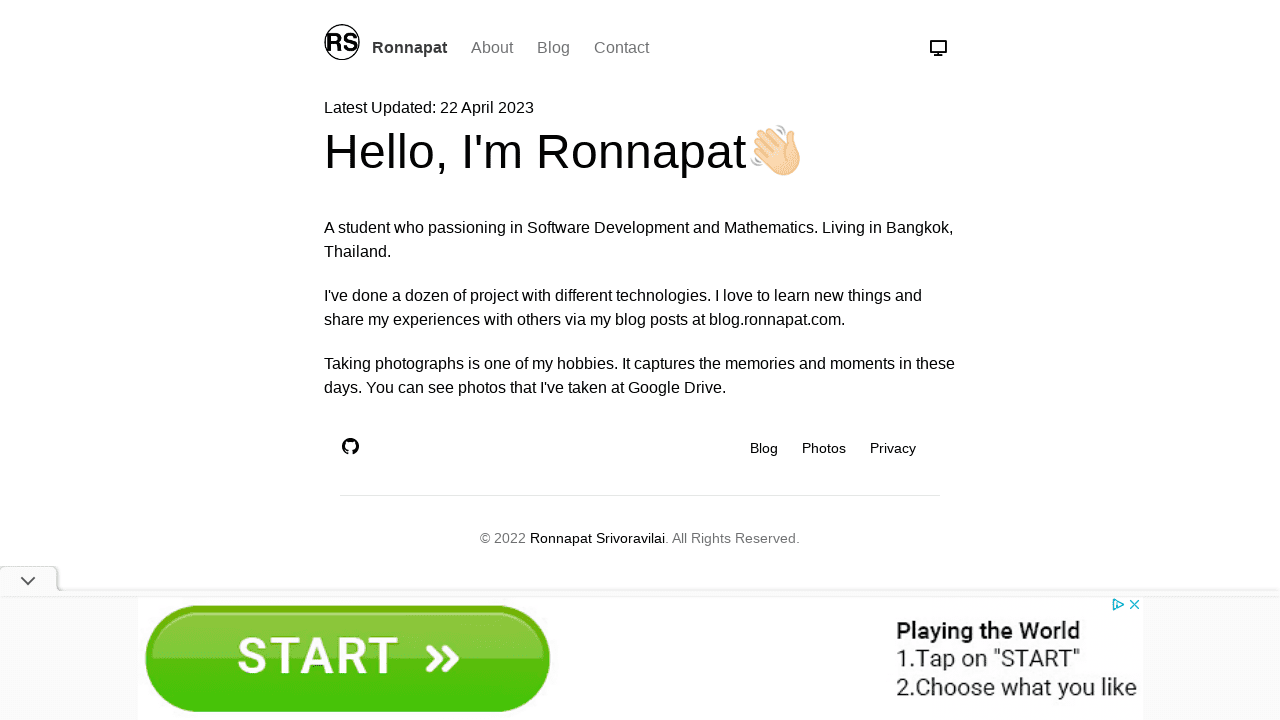 RS
Ronnapat About Blog Contact
Latest Updated: 22 April 2023
Hello, I'm Ronnapat👋🏻
A student who passioning in Software Development and Mathematics. Living in Bangkok,
Thailand.
I've done a dozen of project with different technologies. I love to learn new things and
share my experiences with others via my blog posts at blog.ronnapat.com.
Taking photographs is one of my hobbies. It captures the memories and moments in these
days. You can see photos that I've taken at Google Drive.
Blog Photos Privacy
© 2022 Ronnapat Srivoravilai. All Rights Reserved.
START »
Playing the World
1.Tap on "START"
2.Choose what you like